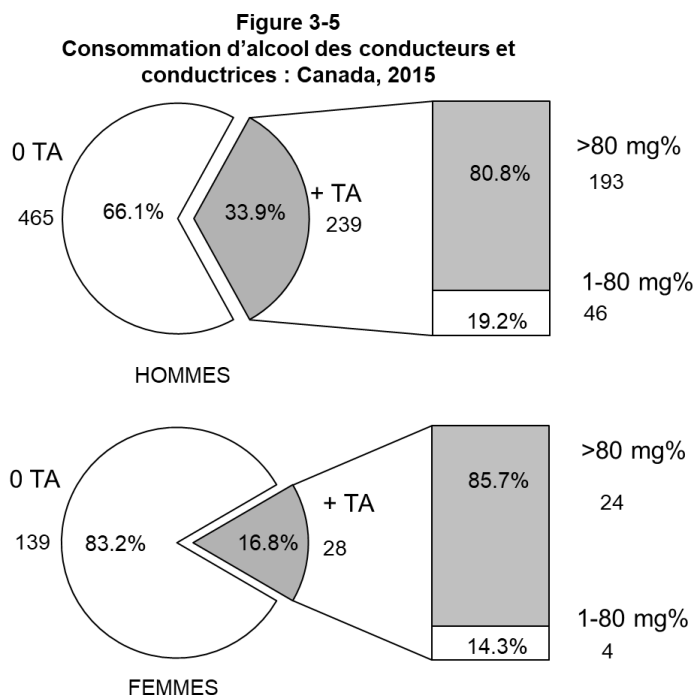 Figure 3-5
Consommation d’alcool des conducteurs et
conductrices : Canada, 2015
0 TA
465
66.1%
33.9%
+ TA
239
80.8%
>80 mg%
193
19.2%
1-80 mg%
46
HOMMES
0 TA
139
83.2%
16.8%
+ TA
28
85.7%
>80 mg%
24
14.3%
1-80 mg%
4
FEMMES